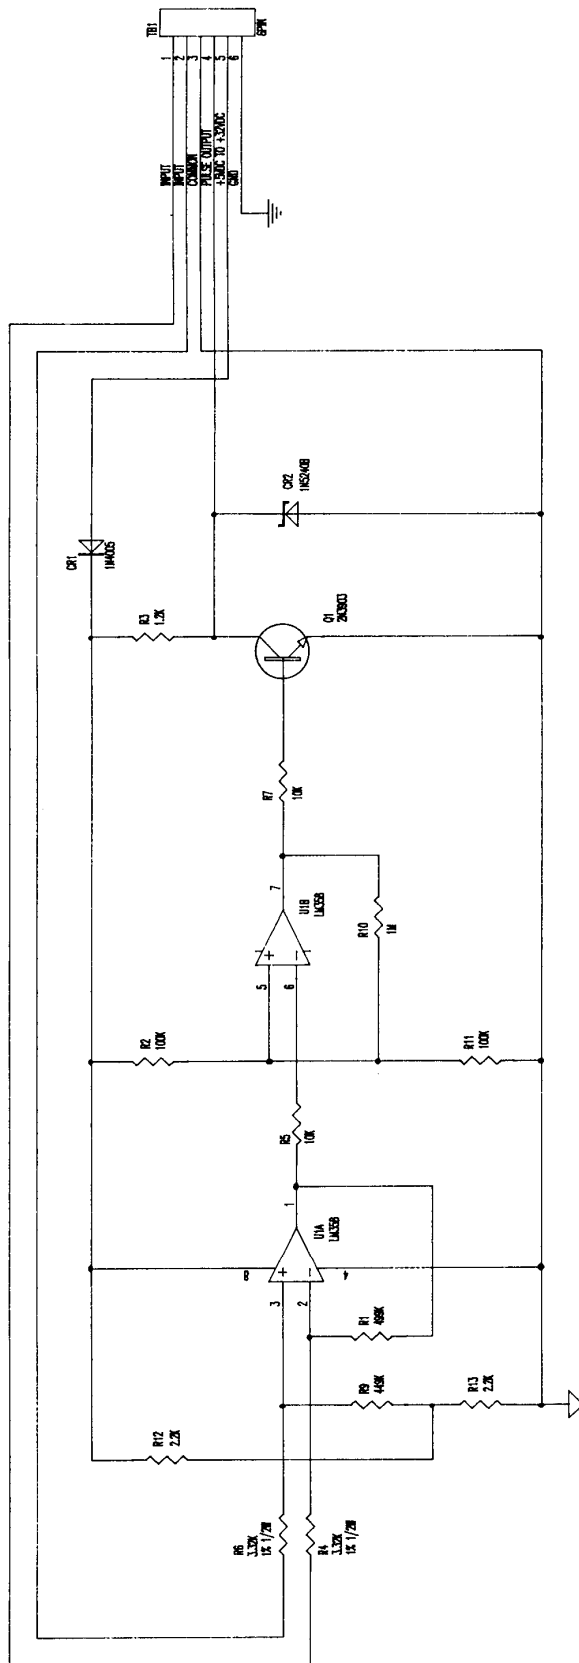 TB1
6PIN
1
2
3
4
5
6
INPUT
INPUT
COMMON
PULSE OUTPUT
+5VDC TO +32VDC
GND
CR1
1N4005
CR2
1N5240B
R3
1.2K
Q1
2N3903
R7
10K
7
U1B
LM358
R10
1M
5
6
+
−
R2
100K
R11
100K
R5
10K
1
U1A
LM358
8
4
3
2
+
−
R1
499K
R9
449K
R13
2.2K
R12
2.2K
R6
3.32K
1% 1/2W
R4
3.32K
1% 1/2W